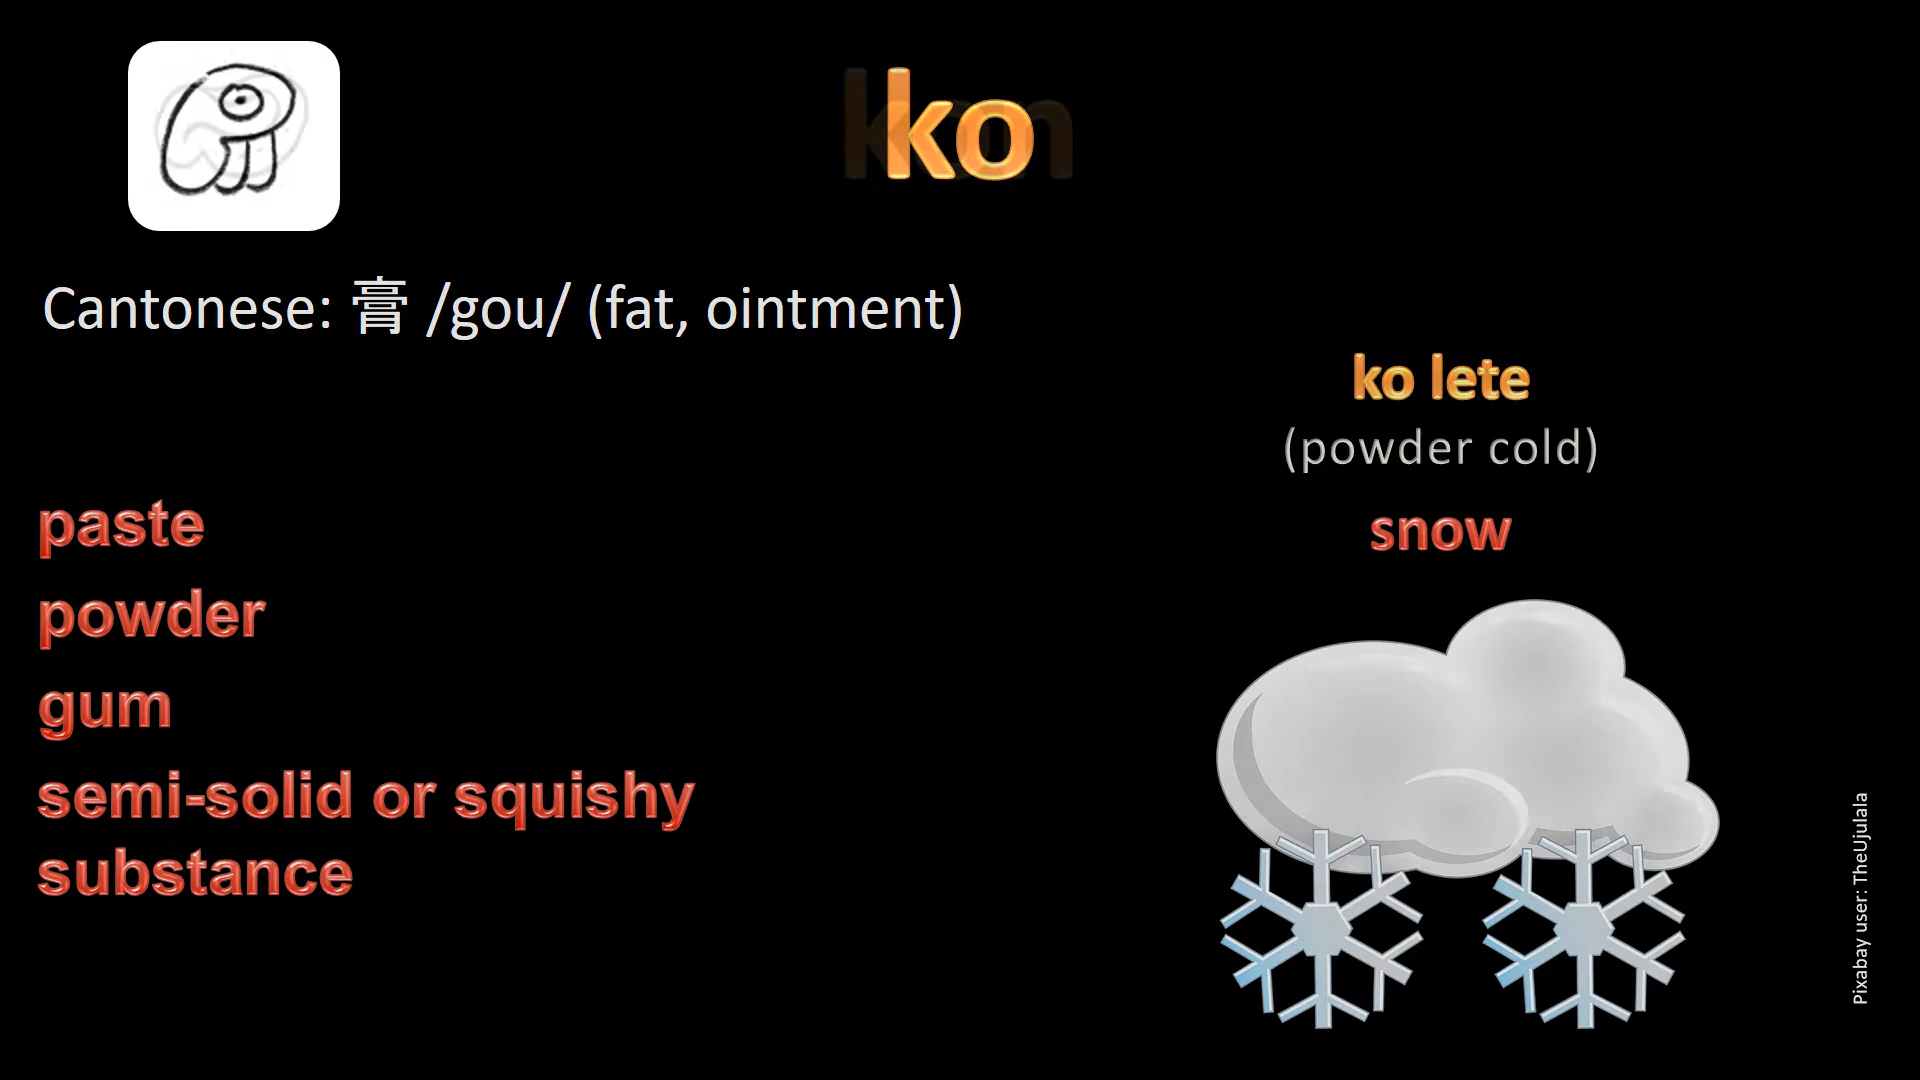 ko
Cantonese: 膏 /gou/ (fat, ointment)
ko lete
(powder cold)
snow
paste
powder
gum
semi-solid or squishy
substance
Pixabay user: TheUjulala